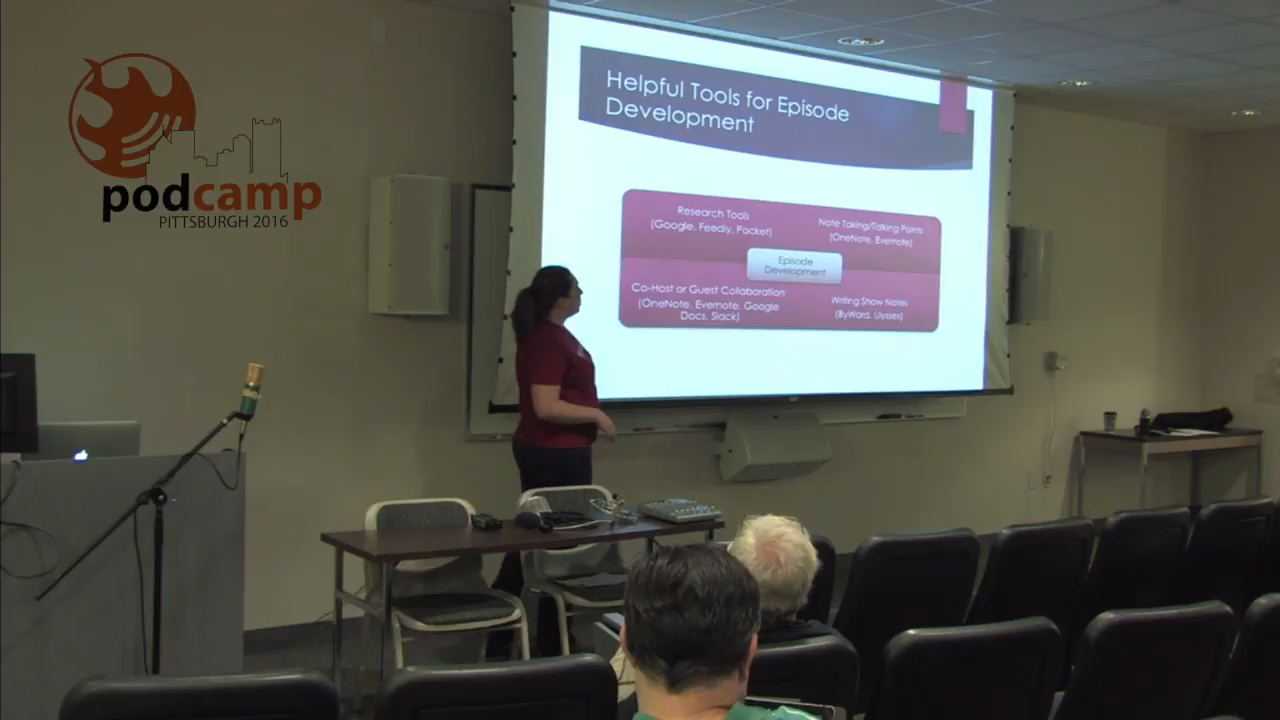 podcamp
PITTSBURGH 2016
Helpful Tools for Episode
Development
Research Tools
(Google, Feedly, Pocket)
Note Taking/Talking Points
(OneNote, Evernote)
Episode
Development
Co-Host or Guest Collaboration
(OneNote, Evernote, Google
Docs, Slack)
Writing Show Notes
(ByWord, Ulysses)